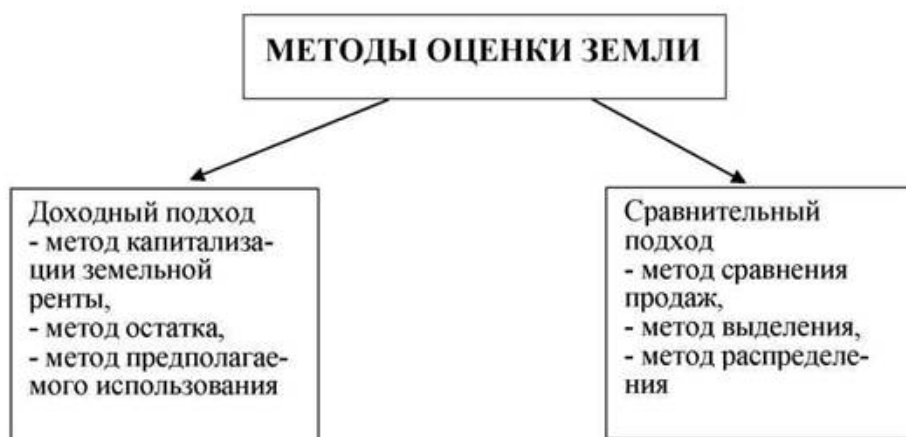 МЕТОДЫ ОЦЕНКИ ЗЕМЛИ
Доходный подход
- метод капитализа-
ции земельной
ренты,
- метод остатка,
- метод предполагае-
мого использования
Сравнительный
подход
- метод сравнения
продаж,
- метод выделения,
- метод распределе-
ния